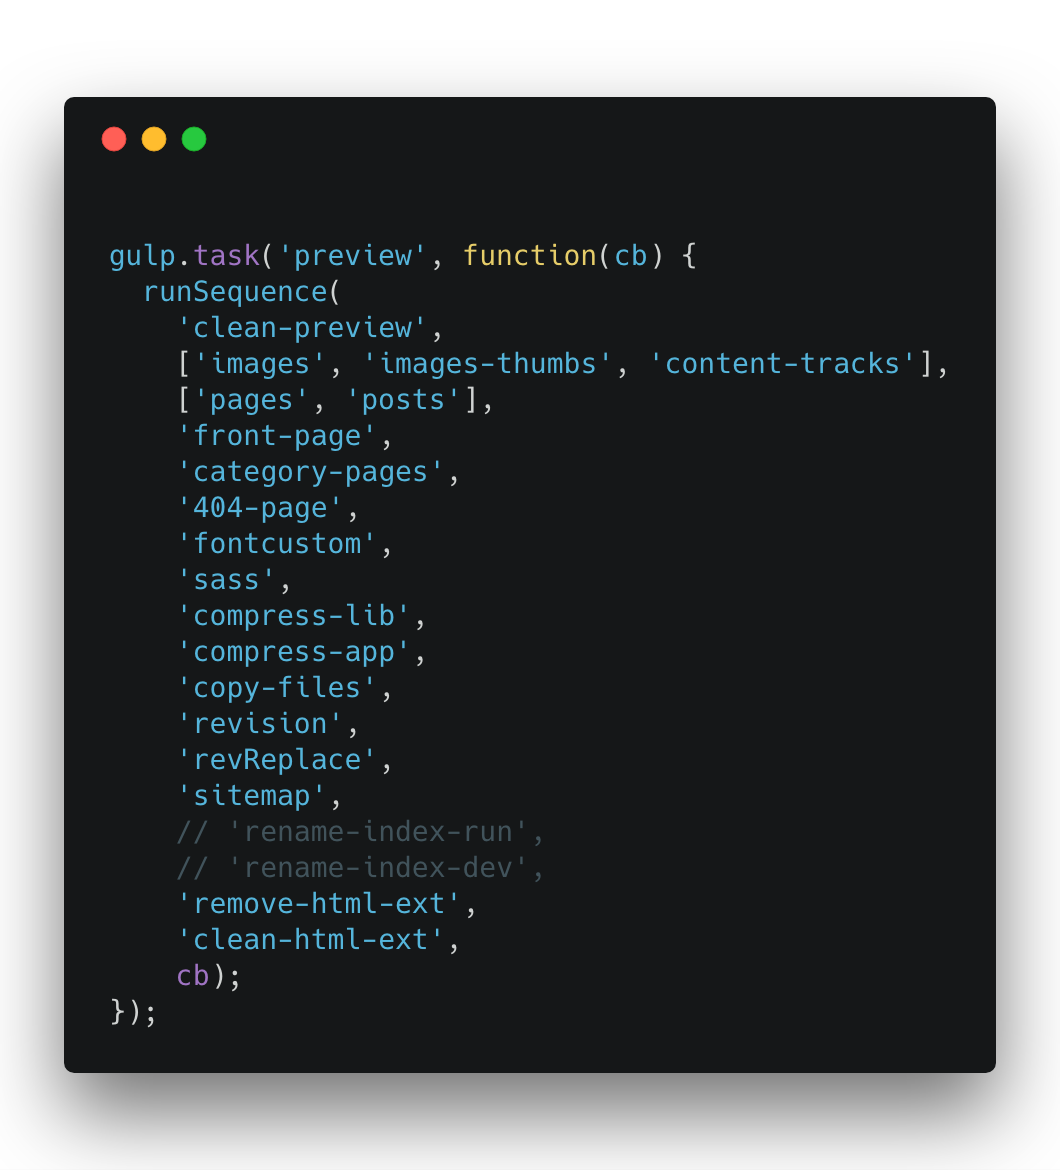 gulp.task('preview', function(cb) {
  runSequence(
    'clean-preview',
    ['images', 'images-thumbs', 'content-tracks'],
    ['pages', 'posts'],
    'front-page',
    'category-pages',
    '404-page',
    'fontcustom',
    'sass',
    'compress-lib',
    'compress-app',
    'copy-files',
    'revision',
    'revReplace',
    'sitemap',
    // 'rename-index-run',
    // 'rename-index-dev',
    'remove-html-ext',
    'clean-html-ext',
    cb);
});